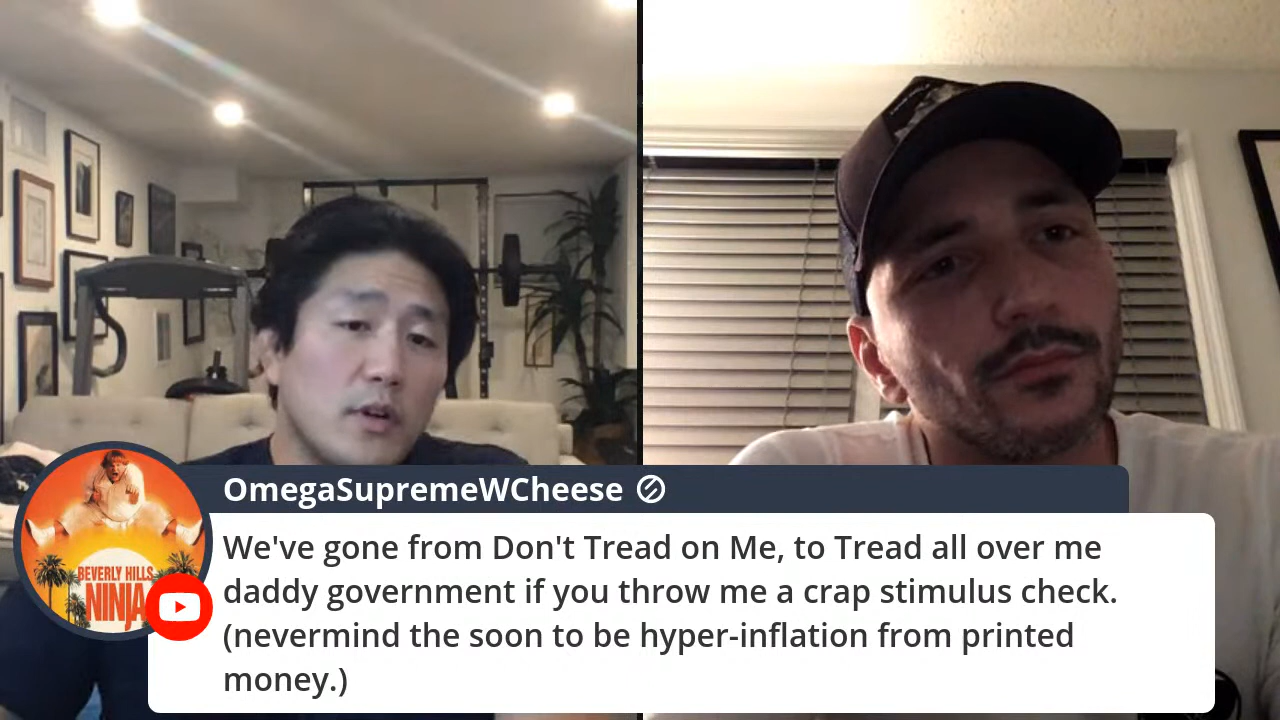 OmegaSupremeWCheese
We've gone from Don't Tread on Me, to Tread all over me
daddy government if you throw me a crap stimulus check.
(nevermind the soon to be hyper-inflation from printed
money.)
BEVERLY HILLS
NINJA